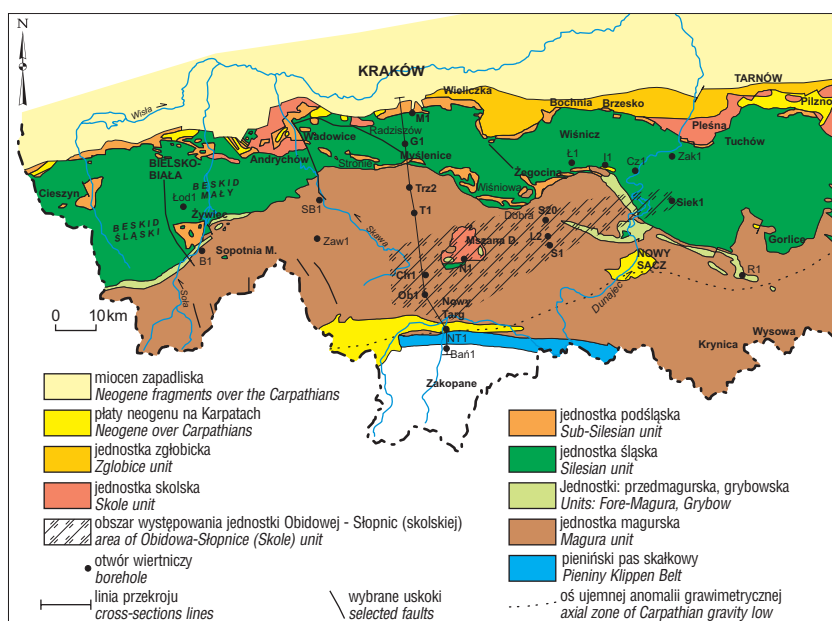 N
KRAKÓW
Wisła
Wieliczka
TARNÓW
Bochnia
Brzesko
Pilzno
M1
Pleśna
Wadowice
Radziszów
G1
Wiśnicz
Tuchów
Andrychów
Myślenice
Ł1
I1
Zak1
BIELSKO-
BIAŁA
Stronie
Żegocina
Cz1
Cieszyn
BESKID
MAŁY
Trz2
Wiśniowa
Łod1
SB1
T1
Dobra
S20
Siek1
Żywiec
BESKID
ŚLĄSKI
Skawa
Zaw1
L2
S1
Mszana D.
Gorlice
Sopotnia M.
B1
N1
NOWY
SĄCZ
R1
Ch1
Soła
Ob1
Dunajec
Nowy
Targ
0 10 km
NT1
Krynica
Wysowa
Bań1
Zakopane
miocen zapadliska
Neogene fragments over the Carpathians
płaty neogenu na Karpatach
Neogene over Carpathians
jednostka zgłobicka
Zglobice unit
jednostka skolska
Skole unit
obszar występowania jednostki Obidowej - Słopnic (skolskiej)
area of Obidowa-Słopnice (Skole) unit
otwór wiertniczy
borehole
linia przekroju
cross-sections lines
wybrane uskoki
selected faults
jednostka podśląska
Sub-Silesian unit
jednostka śląska
Silesian unit
Jednostki: przedmagurska, grybowska
Units: Fore-Magura, Grybow
jednostka magurska
Magura unit
pieniński pas skałkowy
Pieniny Klippen Belt
oś ujemnej anomalii grawimetrycznej
axial zone of Carpathian gravity low